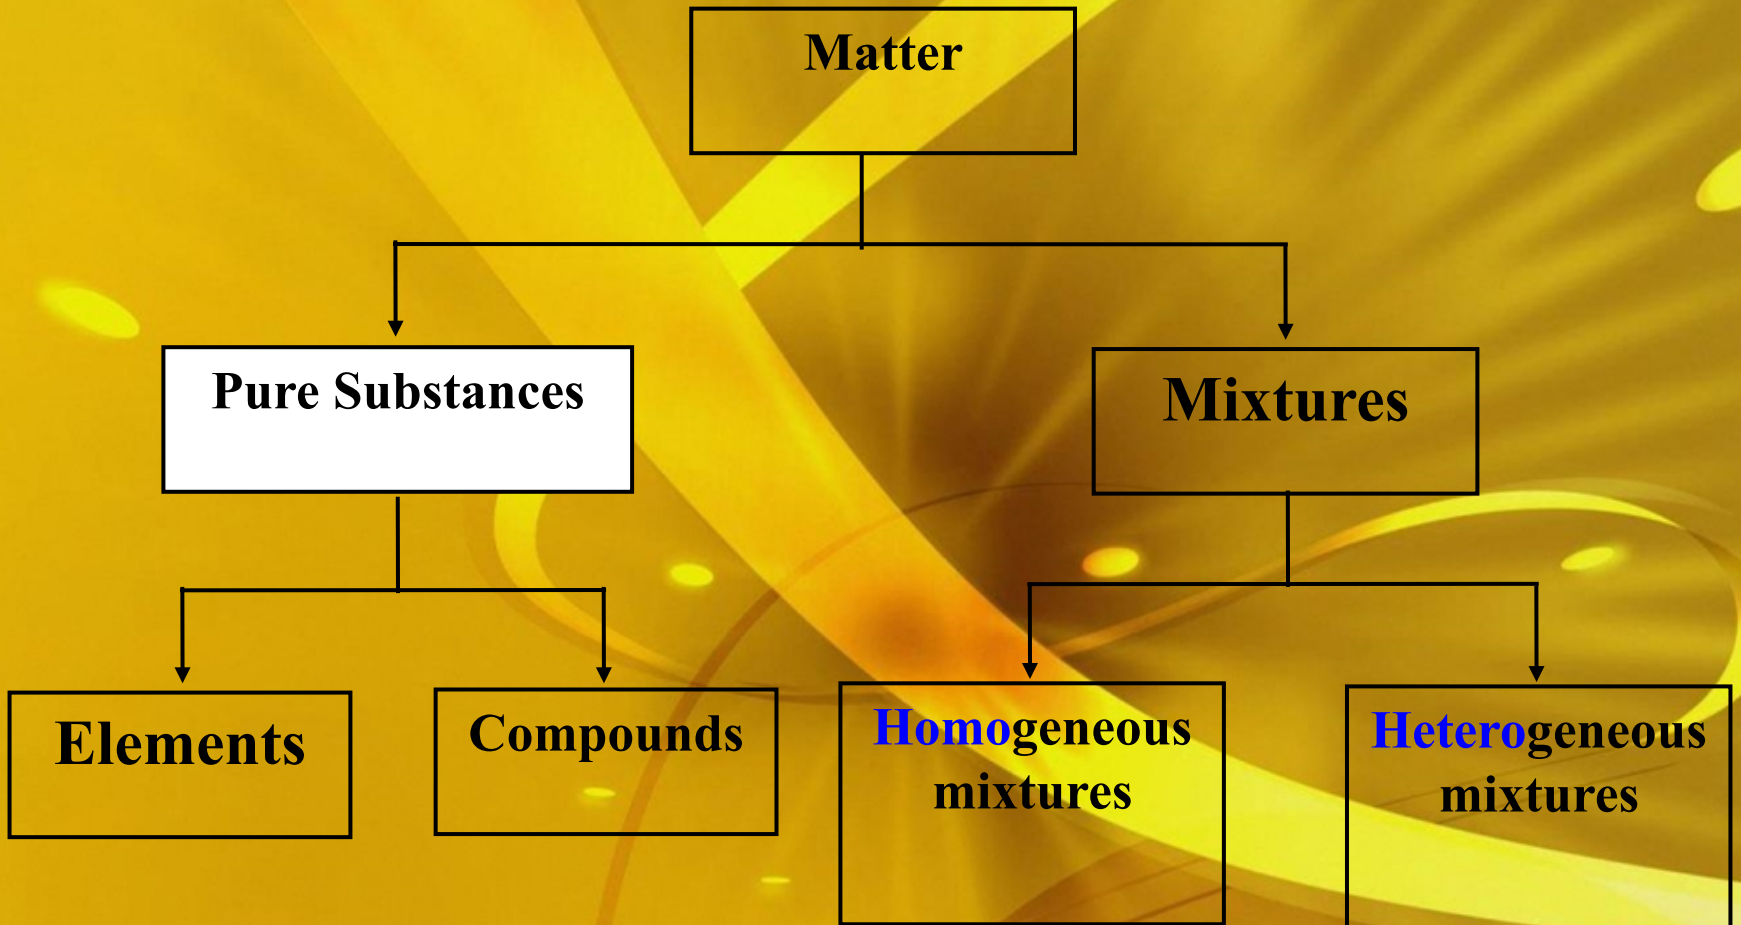 Matter
Pure Substances
Mixtures
Elements
Compounds
Homogeneous
mixtures
Heterogeneous
mixtures